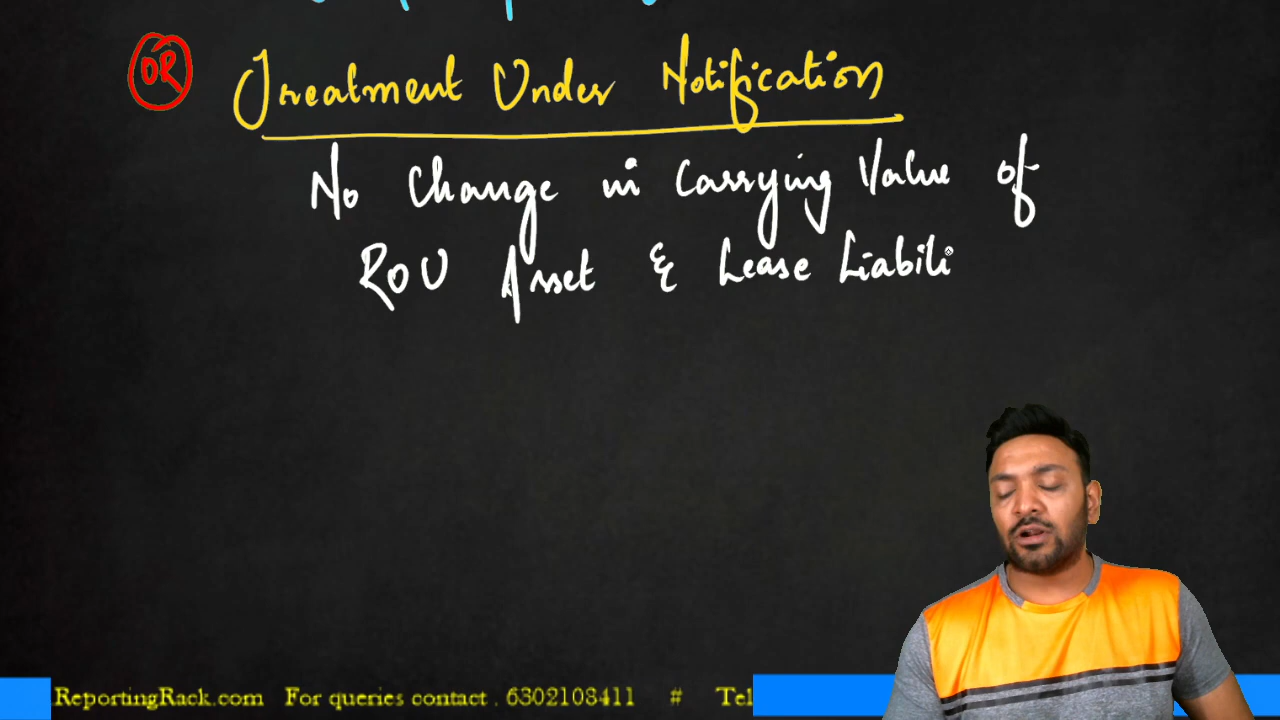 OR
Treatment Under Notification
No Change in Carrying Value of
ROU Asset & Lease Liabili
ReportingRack.com For queries contact . 6302108411 # Tel